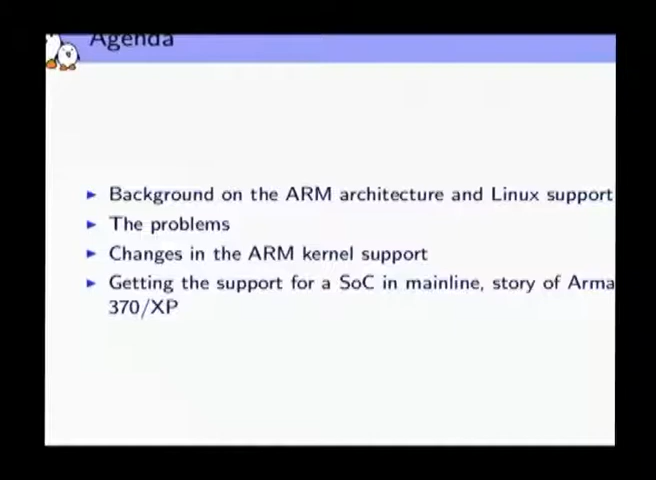 Agenda
Background on the ARM architecture and Linux support
The problems
Changes in the ARM kernel support
Getting the support for a SoC in mainline, story of Arma
370/XP